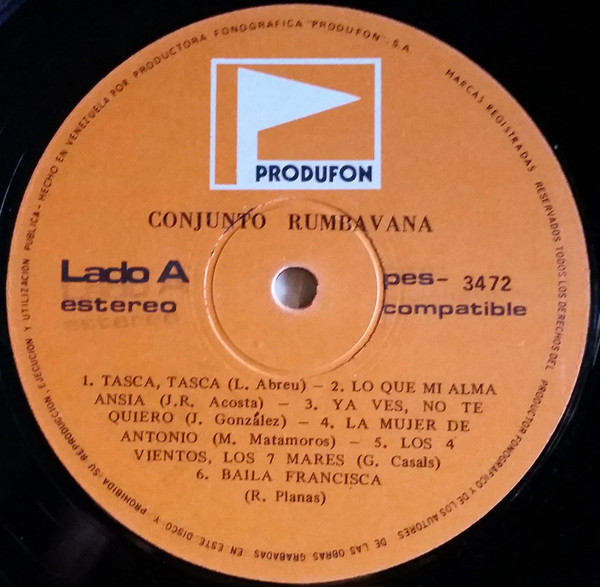 HECHO EN VENEZUELA POR PRODUCTORA FONOGRAFICA "PRODUFON" S.A.
MARCAS REGISTRADAS RESERVADOS TODOS LOS DERECHOS DEL PRODUCTOR FONOGRAFICO Y DE LOS AUTORES DE LAS OBRAS GRABADAS EN ESTE DISCO Y PROHIBIDA SU REPRODUCCION, EJECUCION Y UTILIZACION PUBLICA -
PRODUFON
CONJUNTO RUMBAVANA
Lado A pes- 3472
estereo compatible
1. TASCA, TASCA (L. Abreu) – 2. LO QUE MI ALMA
ANSIA (J.R. Acosta) – 3. YA VES, NO TE
QUIERO (J. González) – 4. LA MUJER DE
ANTONIO (M. Matamoros) – 5. LOS 4
VIENTOS, LOS 7 MARES (G. Casals)
6. BAILA FRANCISCA
(R. Planas)